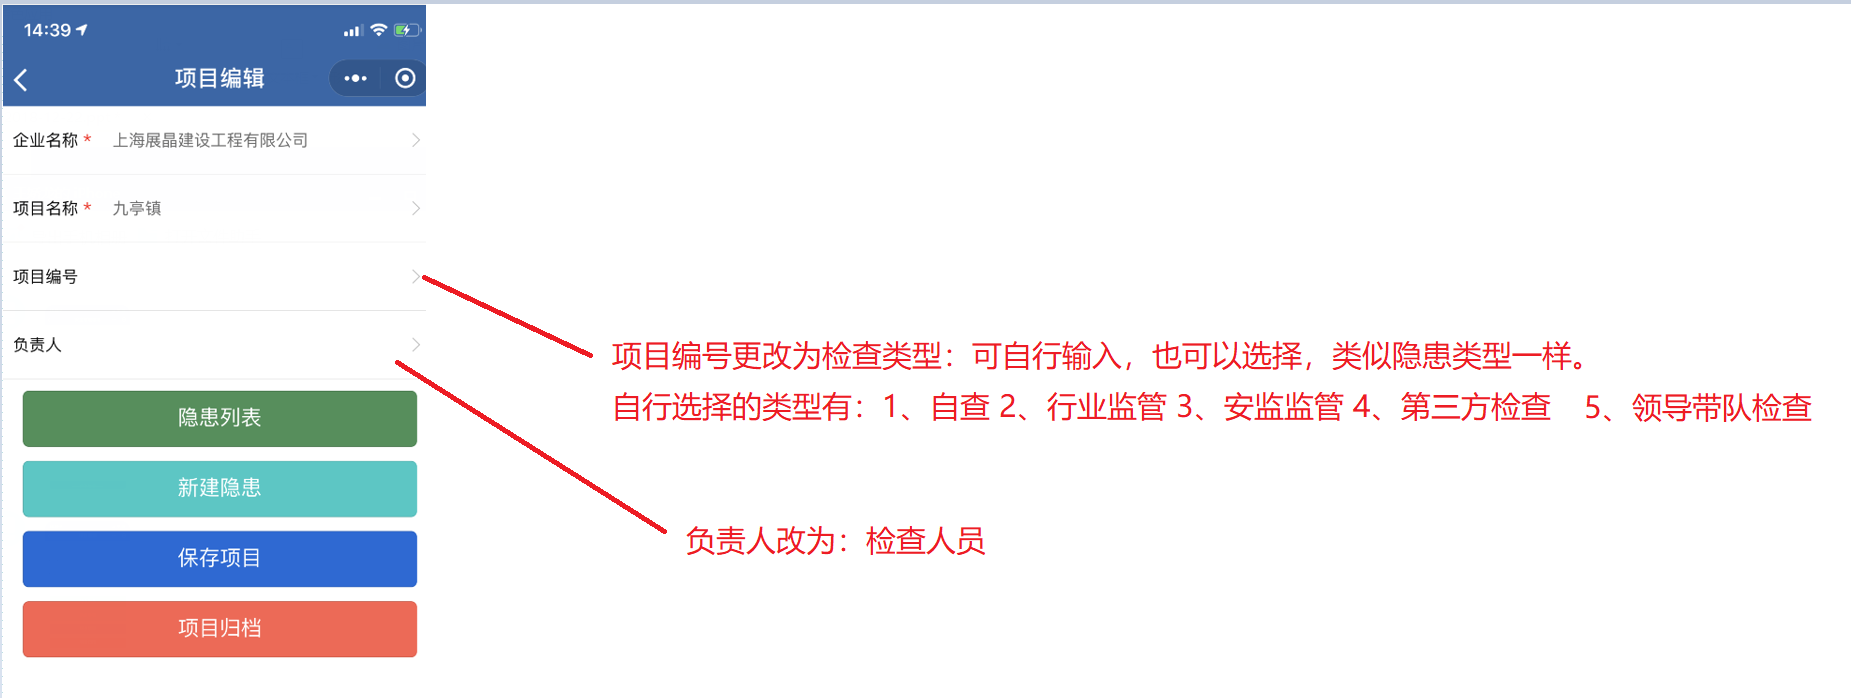 14:39
项目编辑
企业名称 * 上海展晶建设工程有限公司
项目名称 * 九亭镇
项目编号
负责人
隐患列表
新建隐患
保存项目
项目归档
项目编号更改为检查类型：可自行输入，也可以选择，类似隐患类型一样。
自行选择的类型有：1、自查 2、行业监管 3、安监监管 4、第三方检查 5、领导带队检查
负责人改为：检查人员